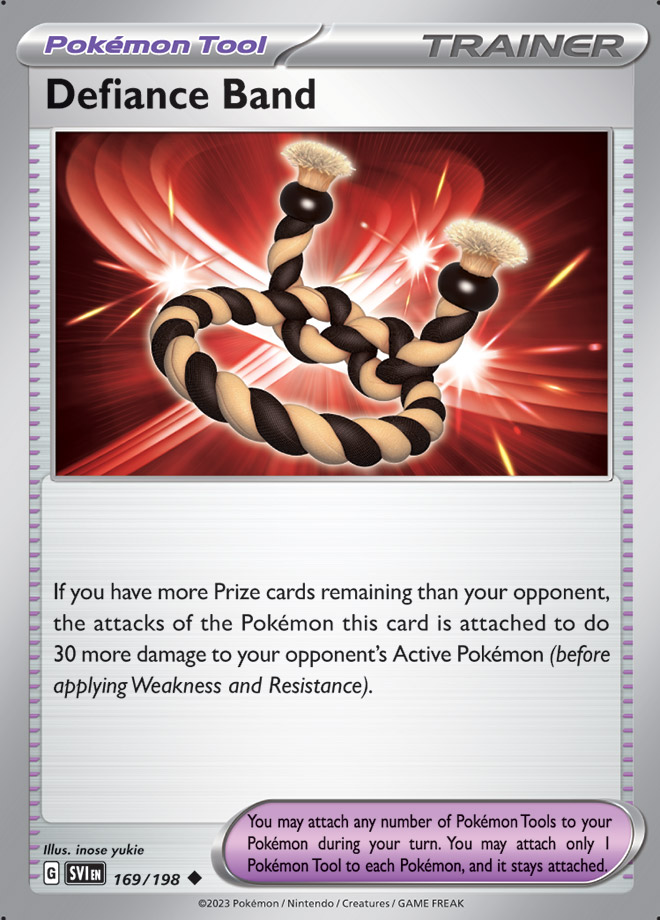 Pokémon Tool
TRAINER
Defiance Band
If you have more Prize cards remaining than your opponent,
the attacks of the Pokémon this card is attached to do
30 more damage to your opponent's Active Pokémon (before
applying Weakness and Resistance).
You may attach any number of Pokémon Tools to your
Pokémon during your turn. You may attach only 1
Pokémon Tool to each Pokémon, and it stays attached.
Illus. inose yukie
G SVI EN 169/198
©2023 Pokémon / Nintendo / Creatures / GAME FREAK